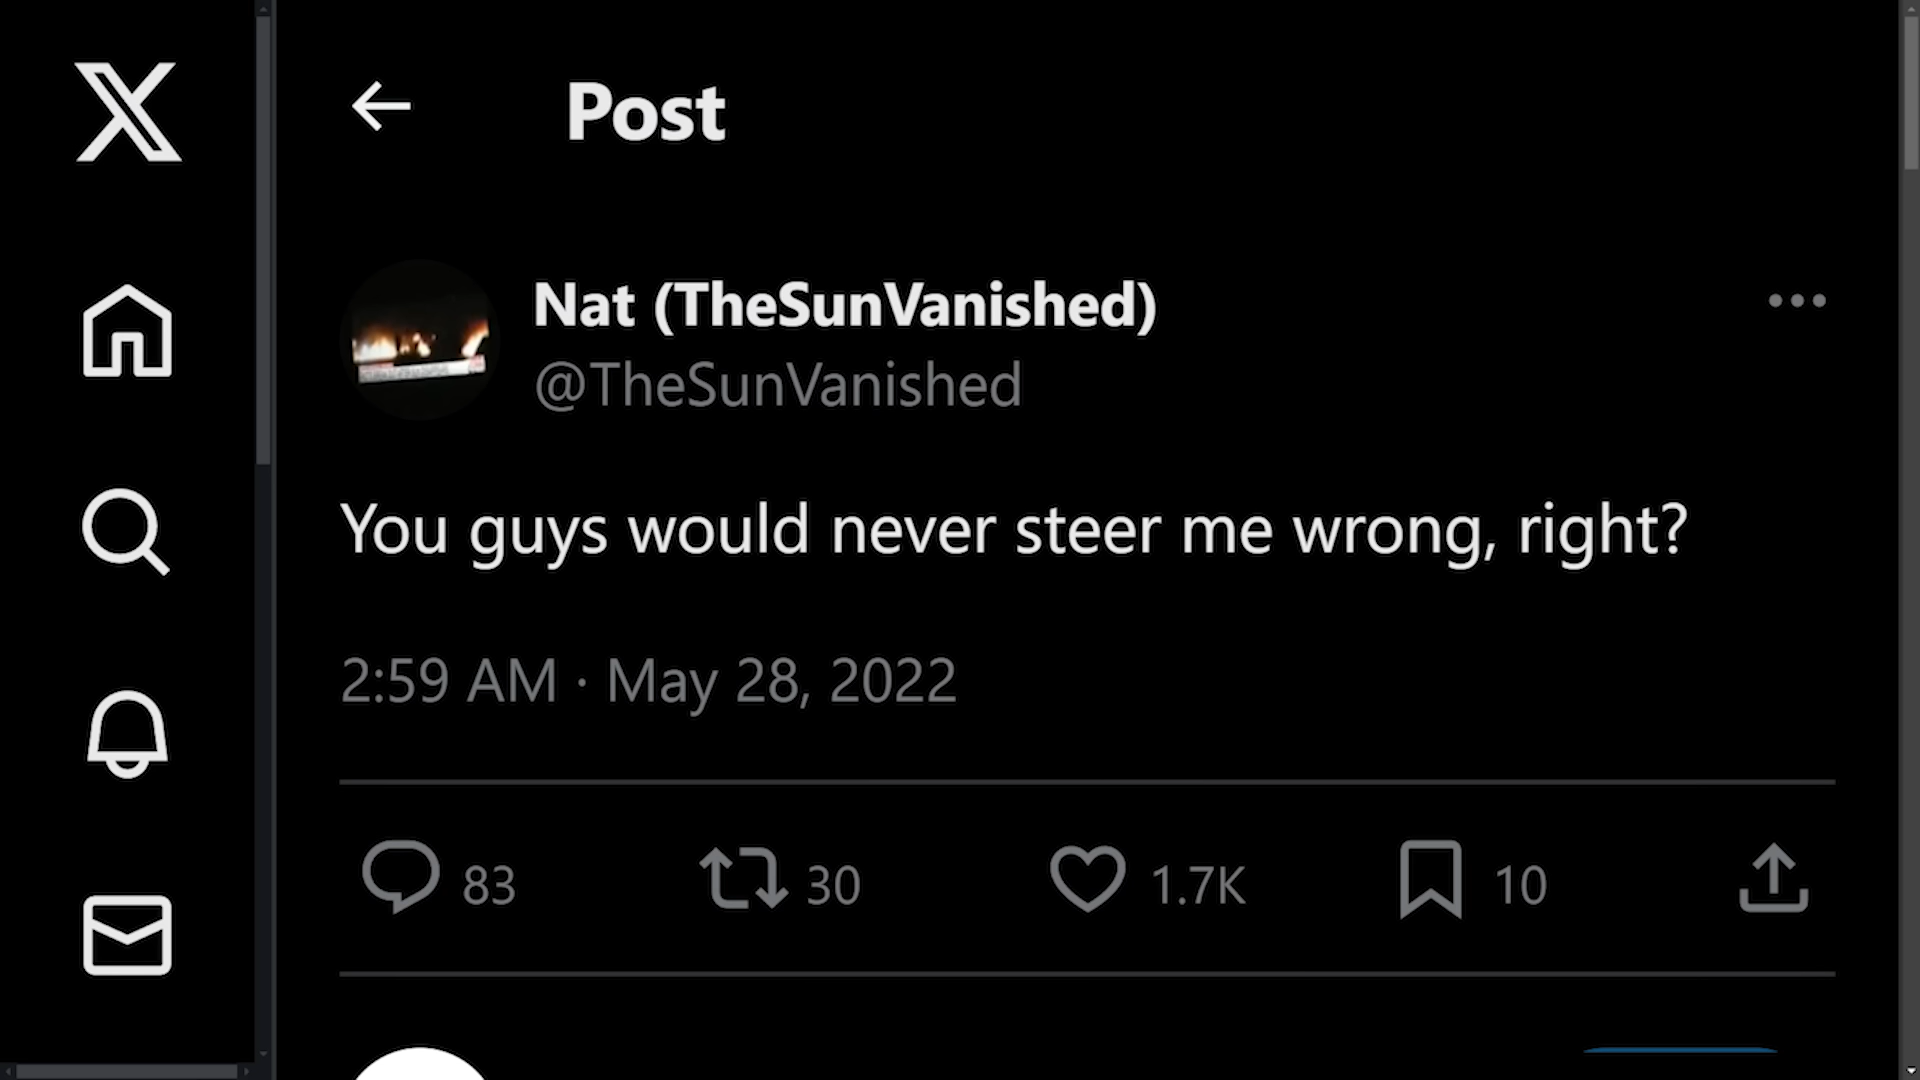 Post
Nat (TheSunVanished)
@TheSunVanished
You guys would never steer me wrong, right?
2:59 AM · May 28, 2022
83 30 1.7K 10